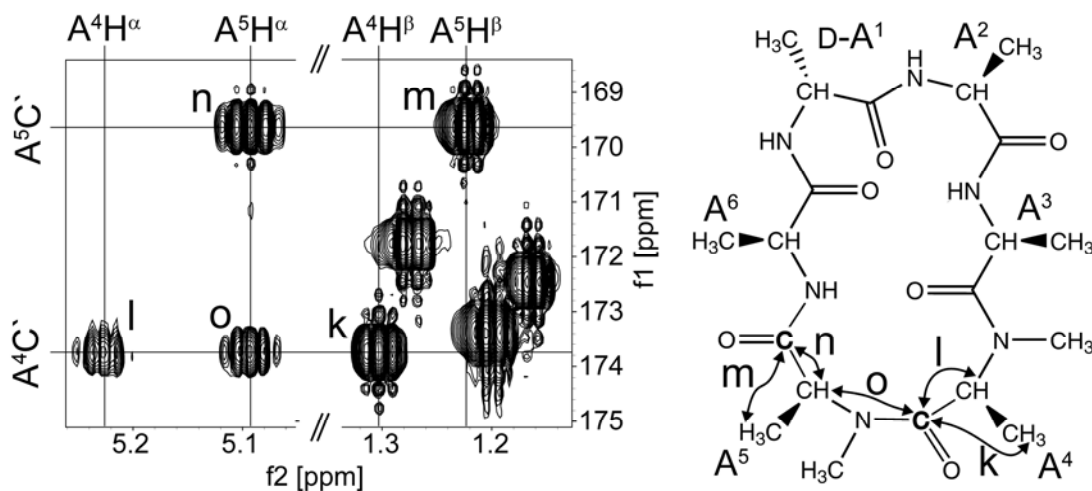 A⁴Hᵅ A⁵Hᵅ A⁴Hᵝ A⁵Hᵝ
//
n m
A⁵C`
169
170
171
172
173
174
175
f1 [ppm]
l o k
A⁴C`
//
5.2 5.1 1.3 1.2
f2 [ppm]
H₃C D-A¹ A²
H
N CH₃
CH CH
HN O O
O HN
A⁶ A³
H₃C CH CH CH₃
NH O
O C N CH₃
n l
m o
CH C CH
H₃C N CH₃
A⁵ H₃C O k A⁴